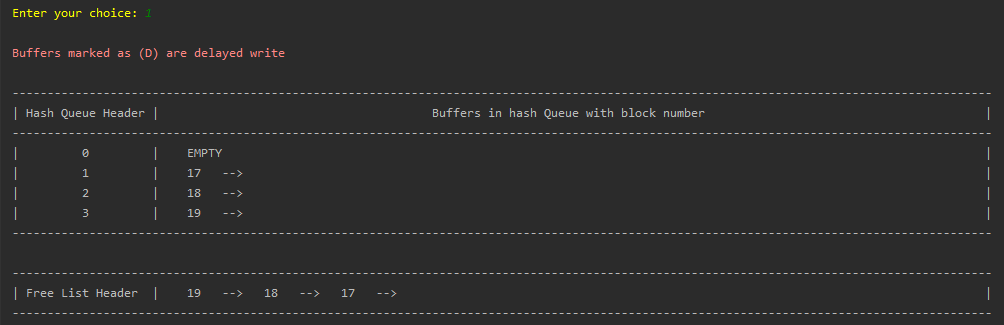 Enter your choice: 1
Buffers marked as (D) are delayed write
--------------------------------------------------------------------------------------------------------------------------------------------
| Hash Queue Header |                                       Buffers in hash Queue with block number                                        |
--------------------------------------------------------------------------------------------------------------------------------------------
|         0         |    EMPTY                                                                                                             |
|         1         |    17   -->                                                                                                          |
|         2         |    18   -->                                                                                                          |
|         3         |    19   -->                                                                                                          |
--------------------------------------------------------------------------------------------------------------------------------------------
--------------------------------------------------------------------------------------------------------------------------------------------
| Free List Header  |    19   -->   18   -->   17   -->                                                                                    |
--------------------------------------------------------------------------------------------------------------------------------------------